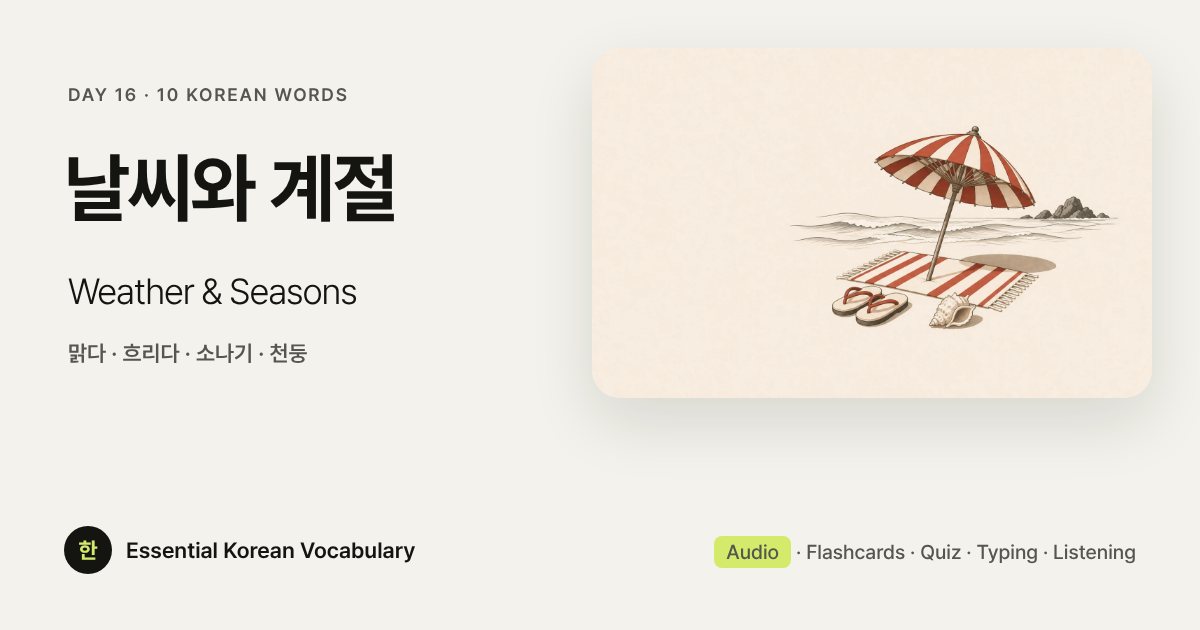 DAY 16 · 10 KOREAN WORDS
날씨와 계절
Weather & Seasons
맑다 · 흐리다 · 소나기 · 천둥
한 Essential Korean Vocabulary
Audio · Flashcards · Quiz · Typing · Listening